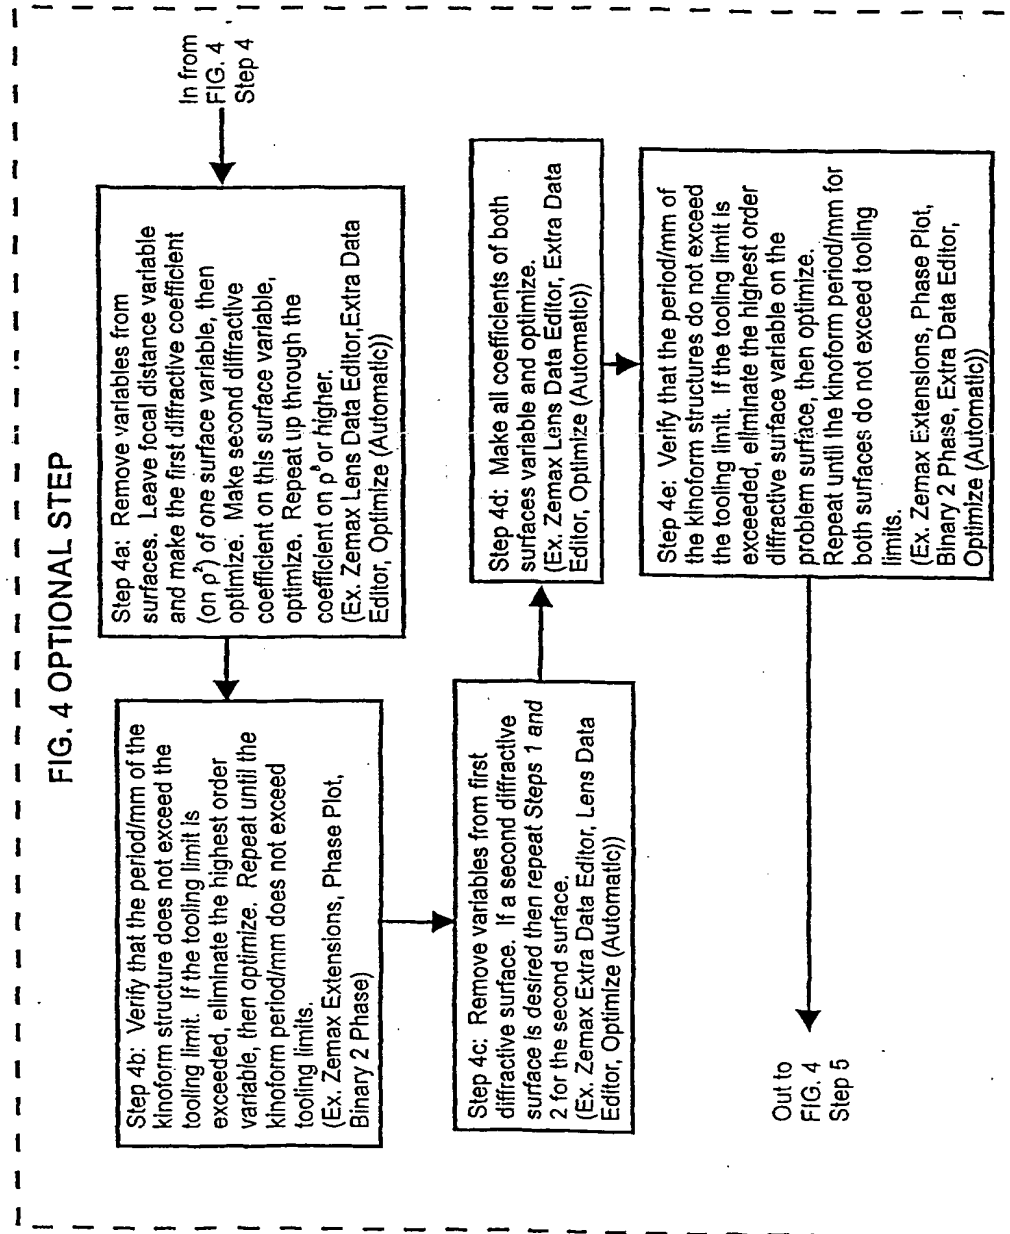 FIG. 4 OPTIONAL STEP
In from
FIG. 4
Step 4
Step 4a: Remove variables from
surfaces. Leave focal distance variable
and make the first diffractive coefficient
(on ρ²) of one surface variable, then
optimize. Make second diffractive
coefficient on this surface variable,
optimize. Repeat up through the
coefficient on ρ⁸ or higher.
(Ex. Zemax Lens Data Editor,Extra Data
Editor, Optimize (Automatic))
Step 4b: Verify that the period/mm of the
kinoform structure does not exceed the
tooling limit. If the tooling limit is
exceeded, eliminate the highest order
variable, then optimize. Repeat until the
kinoform period/mm does not exceed
tooling limits.
(Ex. Zemax Extensions, Phase Plot,
Binary 2 Phase)
Step 4c: Remove variables from first
diffractive surface. If a second diffractive
surface is desired then repeat Steps 1 and
2 for the second surface.
(Ex. Zemax Extra Data Editor, Lens Data
Editor, Optimize (Automatic))
Step 4d: Make all coefficients of both
surfaces variable and optimize.
(Ex. Zemax Lens Data Editor, Extra Data
Editor, Optimize (Automatic))
Step 4e: Verify that the period/mm of
the kinoform structures do not exceed
the tooling limit. If the tooling limit is
exceeded, eliminate the highest order
diffractive surface variable on the
problem surface, then optimize.
Repeat until the kinoform period/mm for
both surfaces do not exceed tooling
limits.
(Ex. Zemax Extensions, Phase Plot,
Binary 2 Phase, Extra Data Editor,
Optimize (Automatic))
Out to
FIG. 4
Step 5